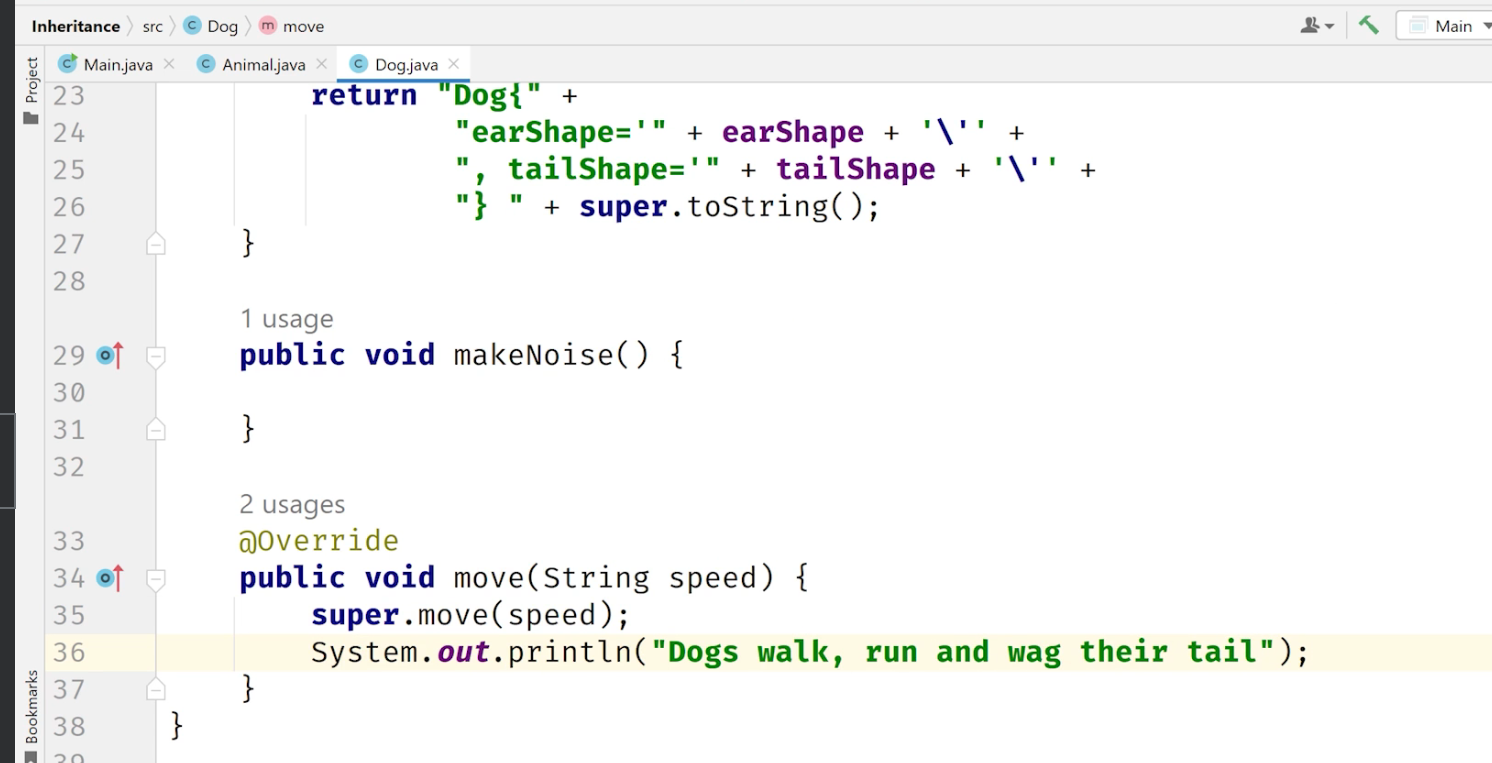 Inheritance src Dog move Main
Main.java Animal.java Dog.java
Project
23 return "Dog{" +
24 "earShape='" + earShape + '\'' +
25 ", tailShape='" + tailShape + '\'' +
26 "} " + super.toString();
27 }
28
1 usage
29 public void makeNoise() {
30
31 }
32
2 usages
33 @Override
34 public void move(String speed) {
35 super.move(speed);
36 System.out.println("Dogs walk, run and wag their tail");
37 }
38 }
39
Bookmarks